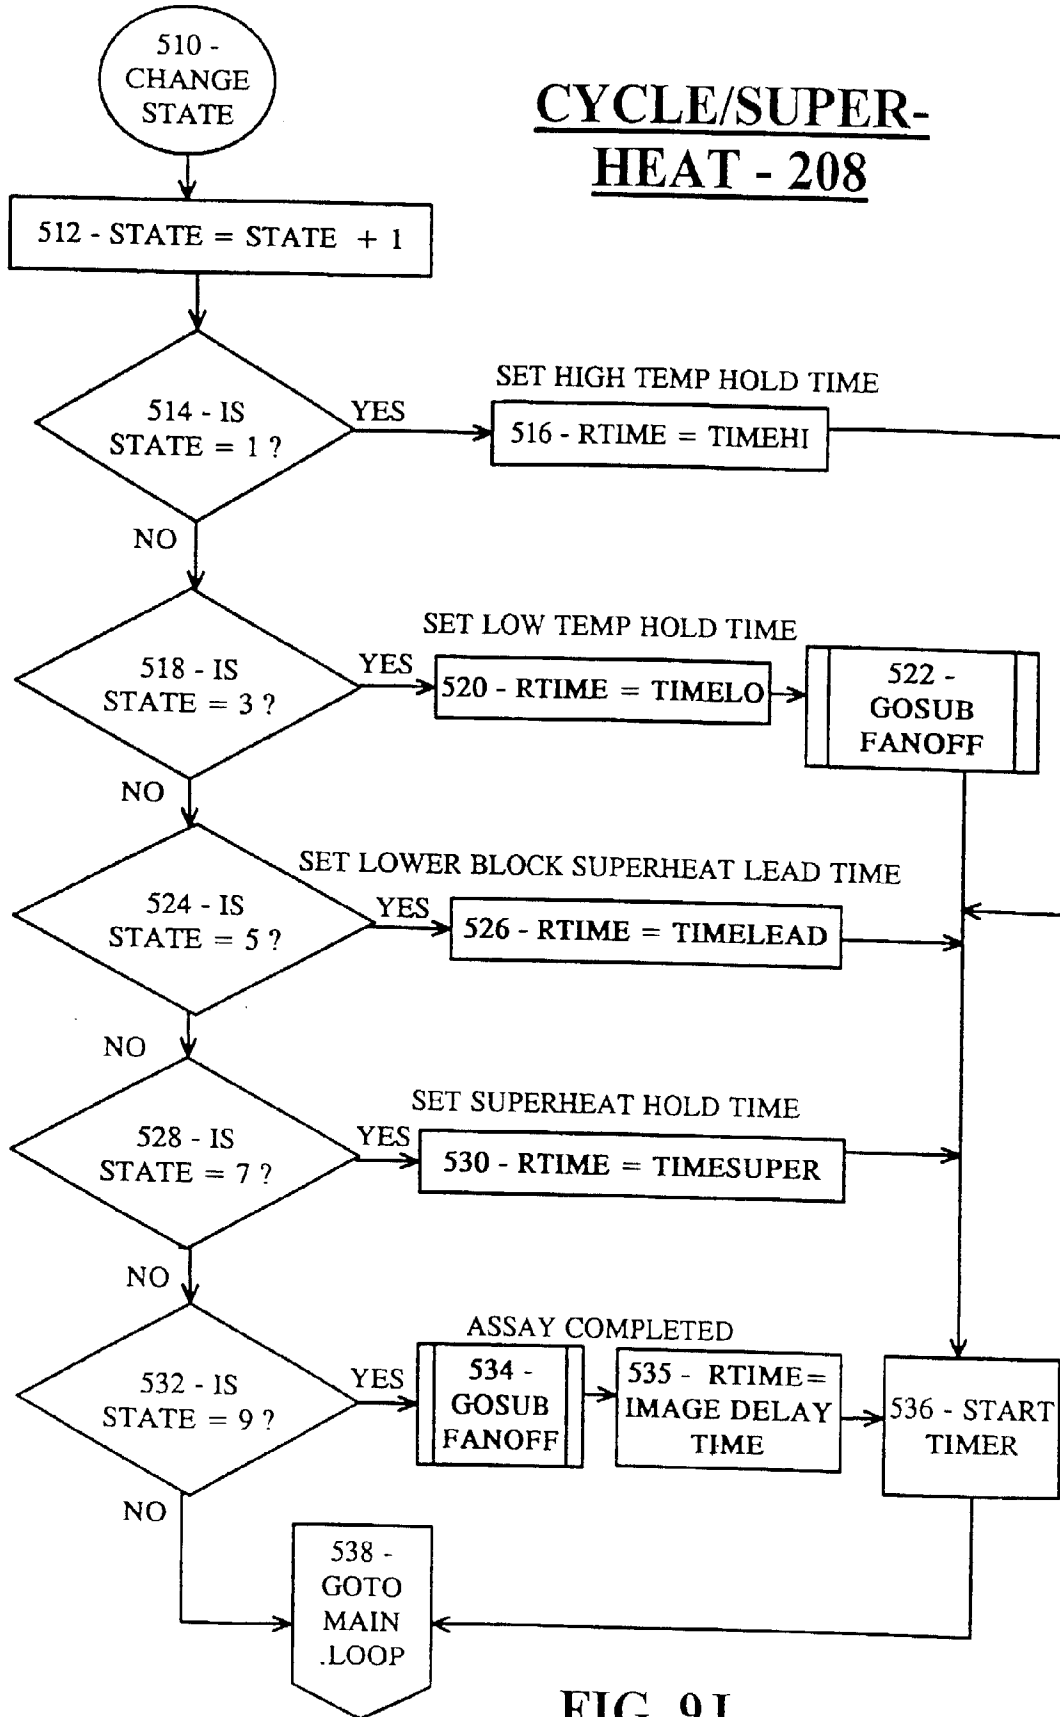 510 -
CHANGE
STATE
CYCLE/SUPER-
HEAT - 208
512 - STATE = STATE + 1
514 - IS
STATE = 1 ?
YES
SET HIGH TEMP HOLD TIME
516 - RTIME = TIMEHI
NO
518 - IS
STATE = 3 ?
YES
SET LOW TEMP HOLD TIME
520 - RTIME = TIMELO
522 -
GOSUB
FANOFF
NO
524 - IS
STATE = 5 ?
YES
SET LOWER BLOCK SUPERHEAT LEAD TIME
526 - RTIME = TIMELEAD
NO
528 - IS
STATE = 7 ?
YES
SET SUPERHEAT HOLD TIME
530 - RTIME = TIMESUPER
NO
532 - IS
STATE = 9 ?
YES
ASSAY COMPLETED
534 -
GOSUB
FANOFF
535 - RTIME=
IMAGE DELAY
TIME
536 - START
TIMER
NO
538 -
GOTO
MAIN
.LOOP